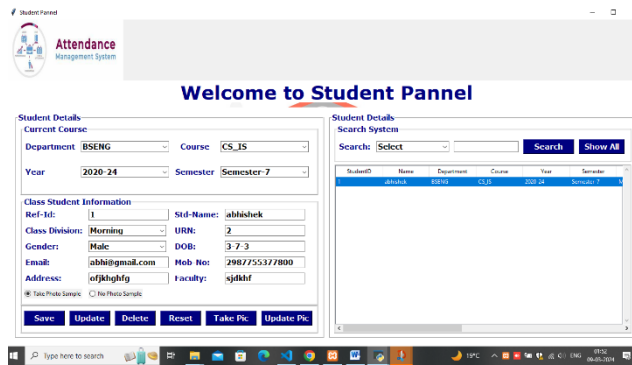 Student Pannel
Attendance
Management System
Welcome to Student Pannel
Student Details
Current Course
Department BSENG Course CS_IS
Year 2020-24 Semester Semester-7
Class Student Information
Ref-Id: 1 Std-Name: abhishek
Class Division: Morning URN: 2
Gender: Male DOB: 3-7-3
Email: abhi@gmail.com Mob-No: 2987755377800
Address: ofjkhghfg Faculty: sjdkhf
Take Photo Sample No Photo Sample
Save Update Delete Reset Take Pic Update Pic
Student Details
Search System
Search: Select Search Show All
StudentID Name Department Course Year Semester
1 abhishek BSENG CS_IS 2020-24 Semester-7 M
Type here to search
19°C ENG 01:52
09-03-2024